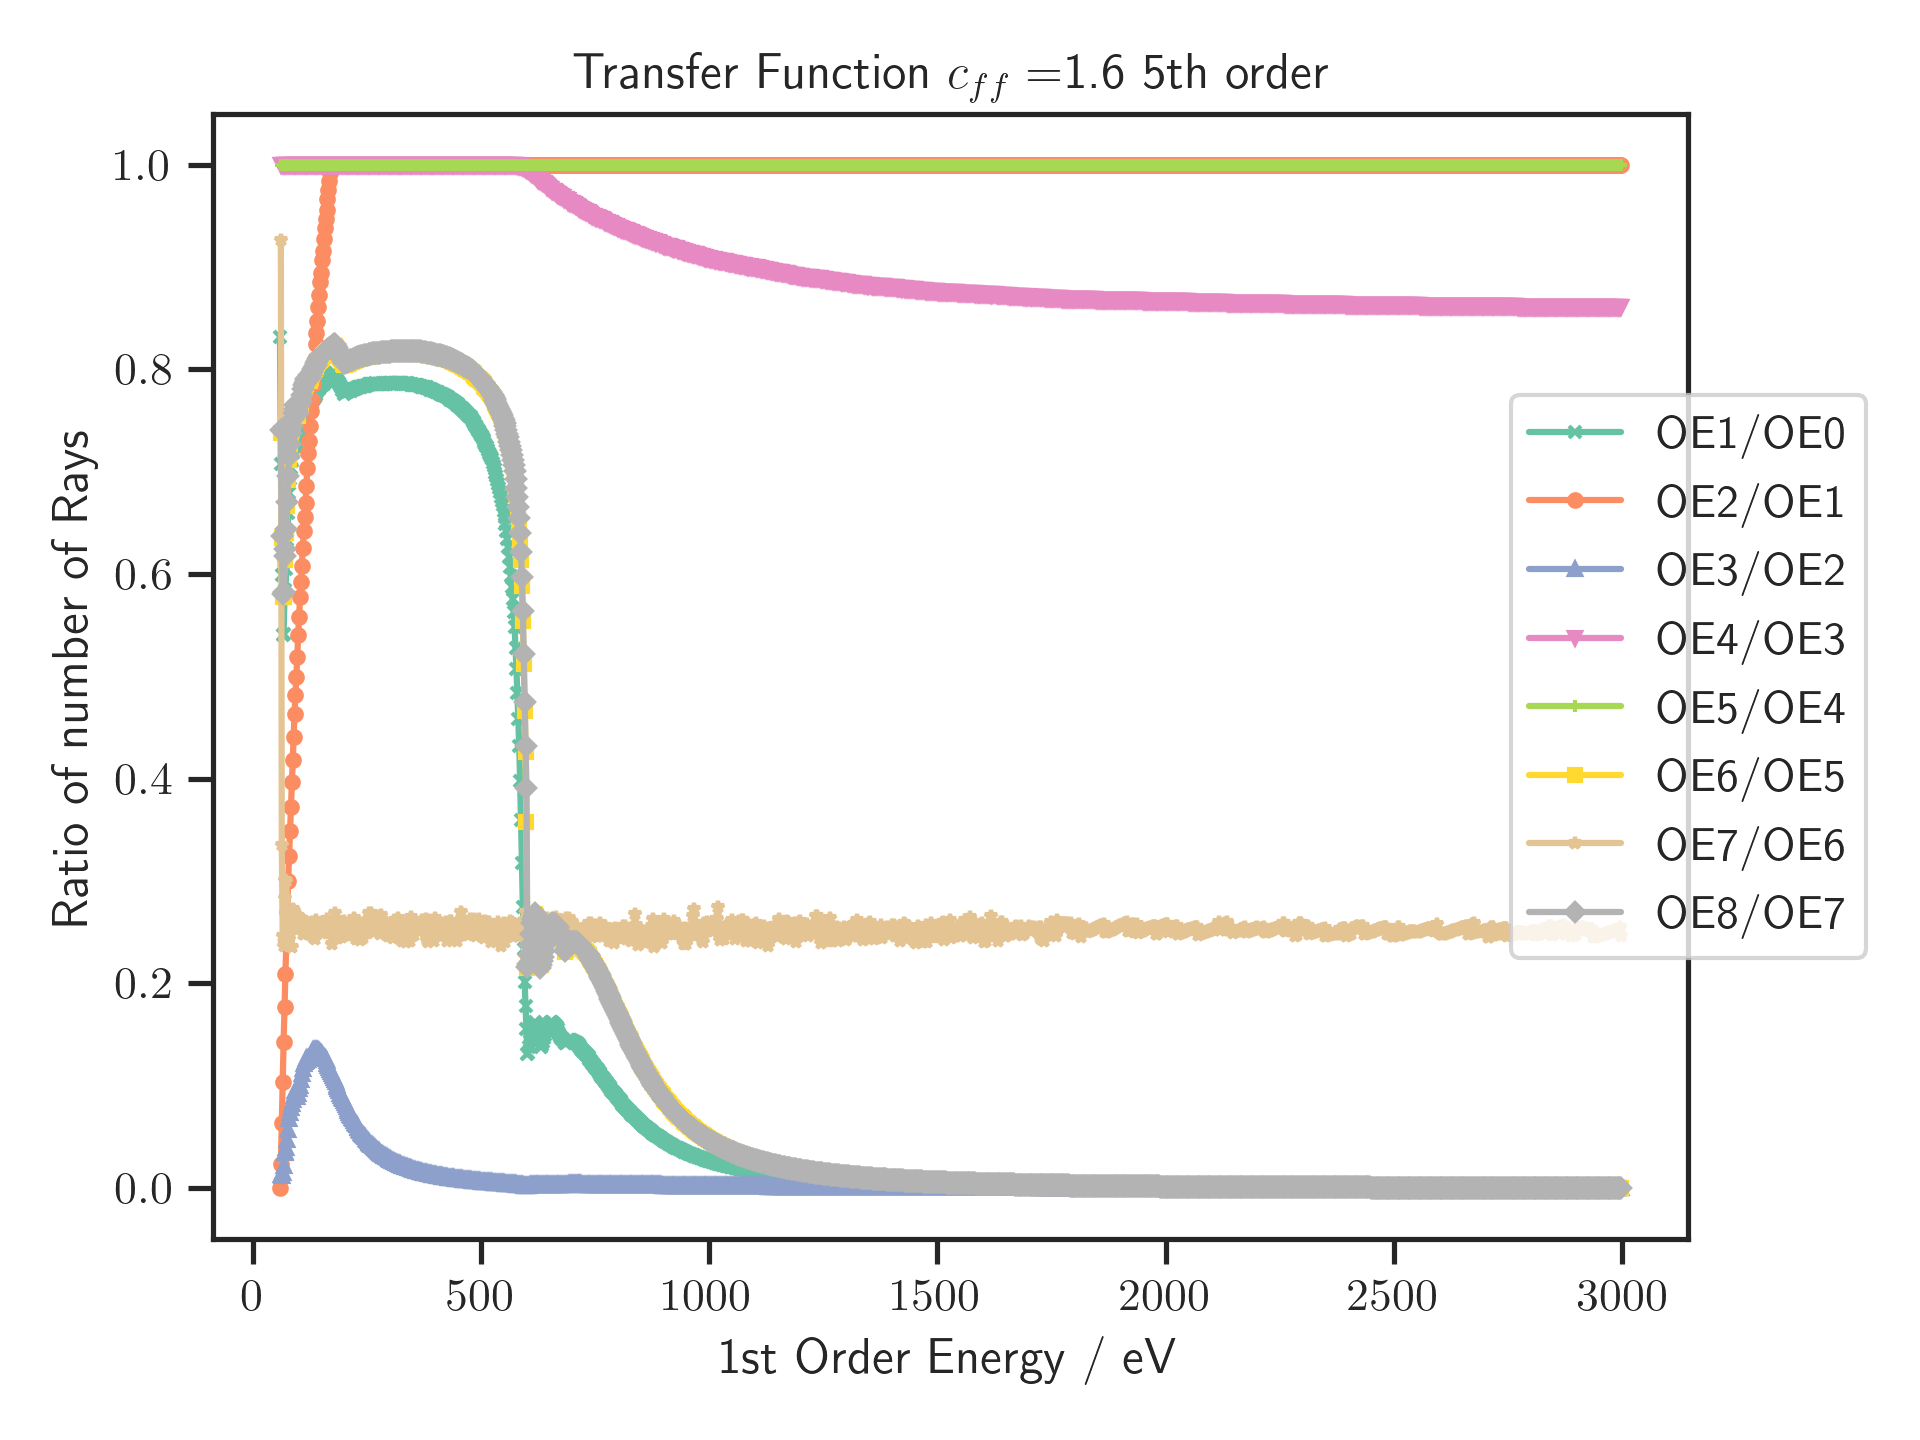 Transfer Function c_ff =1.6 5th order
Ratio of number of Rays
1.0
0.8
0.6
0.4
0.2
0.0
OE1/OE0
OE2/OE1
OE3/OE2
OE4/OE3
OE5/OE4
OE6/OE5
OE7/OE6
OE8/OE7
0 500 1000 1500 2000 2500 3000
1st Order Energy / eV